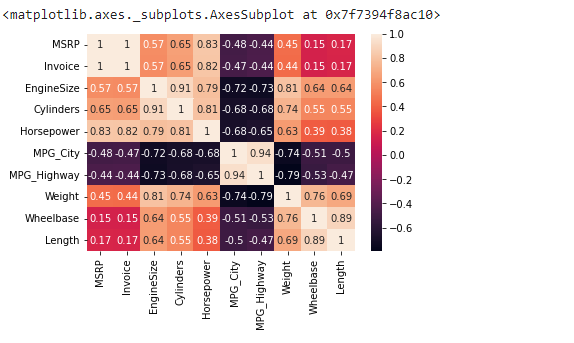 <matplotlib.axes._subplots.AxesSubplot at 0x7f7394f8ac10>
MSRP 1 1 0.57 0.65 0.83 -0.48 -0.44 0.45 0.15 0.17
Invoice 1 1 0.57 0.65 0.82 -0.47 -0.44 0.44 0.15 0.17
EngineSize 0.57 0.57 1 0.91 0.79 -0.72 -0.73 0.81 0.64 0.64
Cylinders 0.65 0.65 0.91 1 0.81 -0.68 -0.68 0.74 0.55 0.55
Horsepower 0.83 0.82 0.79 0.81 1 -0.68 -0.65 0.63 0.39 0.38
MPG_City -0.48 -0.47 -0.72 -0.68 -0.68 1 0.94 -0.74 -0.51 -0.5
MPG_Highway -0.44 -0.44 -0.73 -0.68 -0.65 0.94 1 -0.79 -0.53 -0.47
Weight 0.45 0.44 0.81 0.74 0.63 -0.74 -0.79 1 0.76 0.69
Wheelbase 0.15 0.15 0.64 0.55 0.39 -0.51 -0.53 0.76 1 0.89
Length 0.17 0.17 0.64 0.55 0.38 -0.5 -0.47 0.69 0.89 1
MSRP
Invoice
EngineSize
Cylinders
Horsepower
MPG_City
MPG_Highway
Weight
Wheelbase
Length
1.0
0.8
0.6
0.4
0.2
0.0
−0.2
−0.4
−0.6